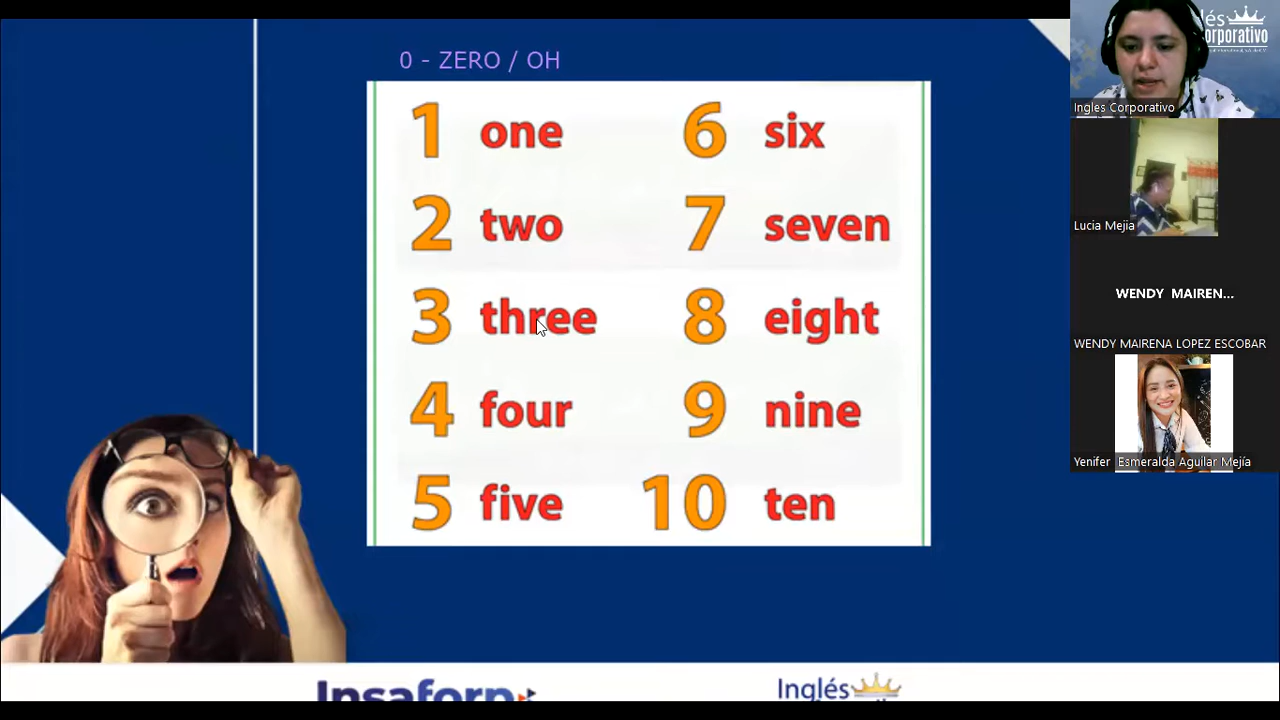 0 - ZERO / OH
1 one
2 two
3 three
4 four
5 five
6 six
7 seven
8 eight
9 nine
10 ten
Insaforp
Inglés
Ingles Corporativo
Lucia Mejia
WENDY MAIREN...
WENDY MAIRENA LOPEZ ESCOBAR
Yenifer Esmeralda Aguilar Mejía